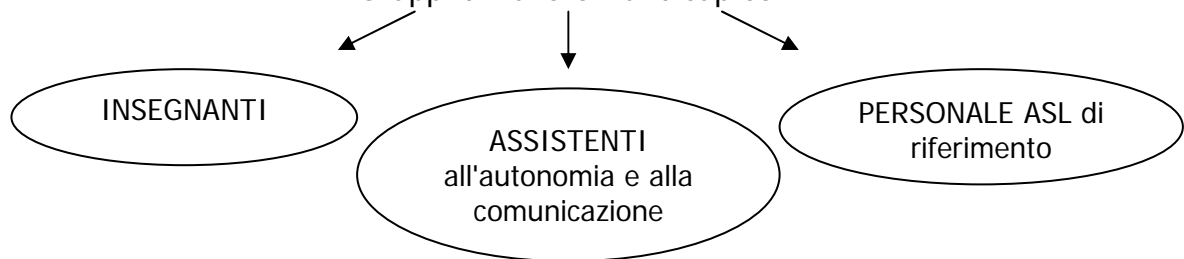 INSEGNANTI
ASSISTENTI
all'autonomia e alla
comunicazione
PERSONALE ASL di
riferimento